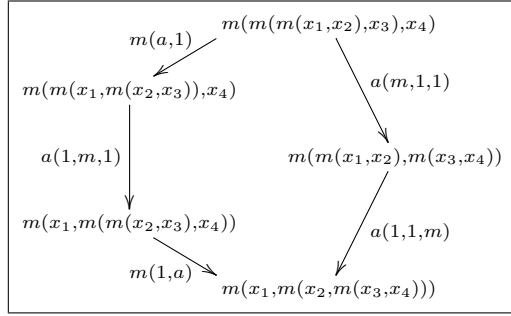 m(m(m(x₁,x₂),x₃),x₄)
m(a,1)
a(m,1,1)
m(m(x₁,m(x₂,x₃)),x₄)
a(1,m,1)
m(m(x₁,x₂),m(x₃,x₄))
m(x₁,m(m(x₂,x₃),x₄))
a(1,1,m)
m(1,a)
m(x₁,m(x₂,m(x₃,x₄)))